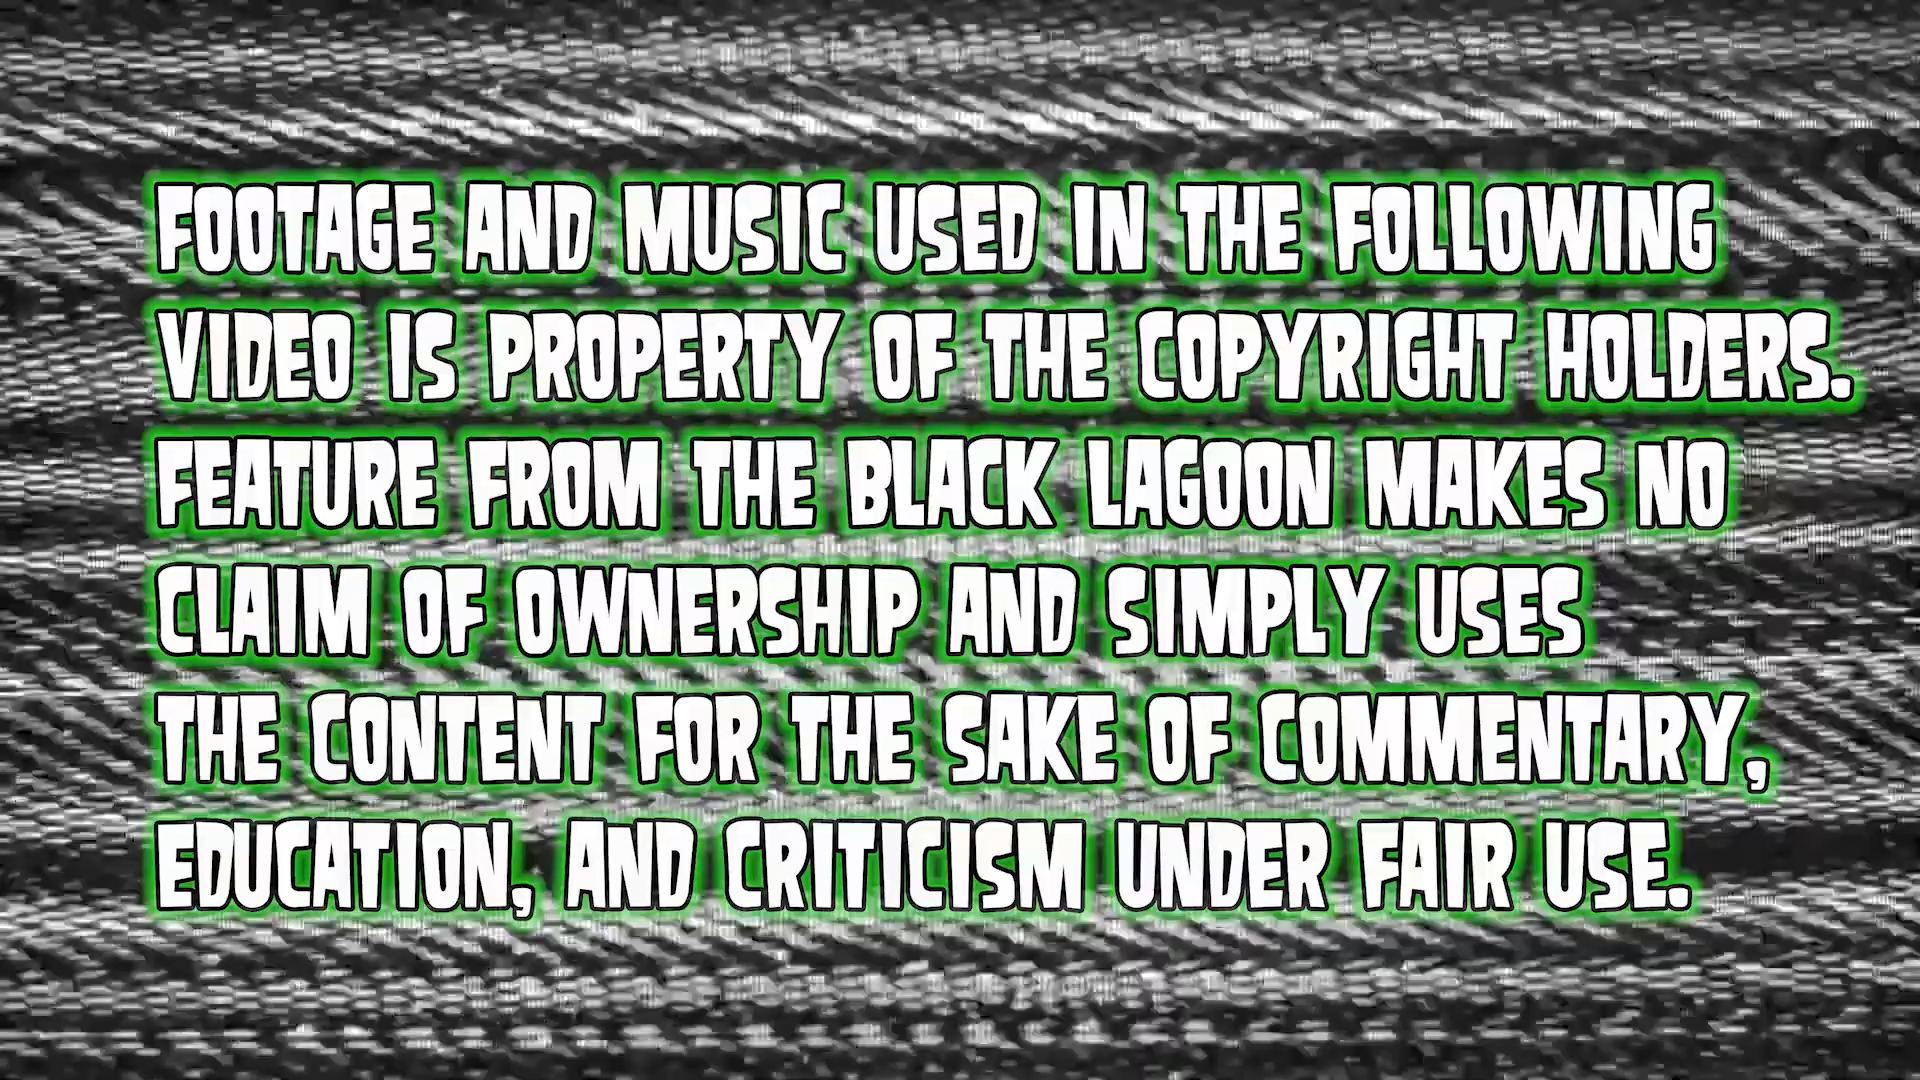 FOOTAGE AND MUSIC USED IN THE FOLLOWING
VIDEO IS PROPERTY OF THE COPYRIGHT HOLDERS.
FEATURE FROM THE BLACK LAGOON MAKES NO
CLAIM OF OWNERSHIP AND SIMPLY USES
THE CONTENT FOR THE SAKE OF COMMENTARY,
EDUCATION, AND CRITICISM UNDER FAIR USE.